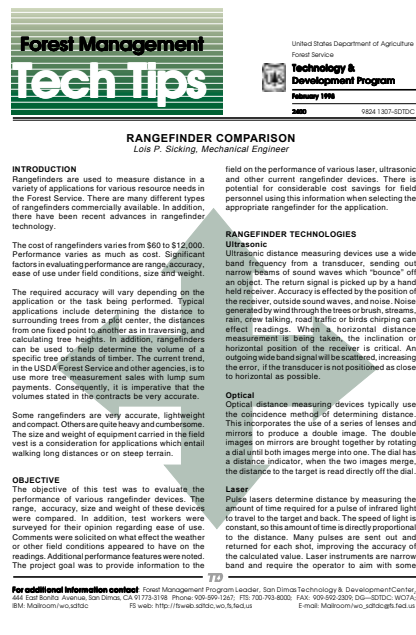 Forest Management
Tech Tips
United States Department of Agriculture
Forest Service
Technology &
Development Program
February 1998
2400
9824 1307–SDTDC
RANGEFINDER COMPARISON
Lois P. Sicking, Mechanical Engineer
INTRODUCTION
Rangefinders are used to measure distance in a
variety of applications for various resource needs in
the Forest Service. There are many different types
of rangefinders commercially available. In addition,
there have been recent advances in rangefinder
technology.
The cost of rangefinders varies from $60 to $12,000.
Performance varies as much as cost. Significant
factors in evaluating performance are range, accuracy,
ease of use under field conditions, size and weight.
The required accuracy will vary depending on the
application or the task being performed. Typical
applications include determining the distance to
surrounding trees from a plot center, the distances
from one fixed point to another as in traversing, and
calculating tree heights. In addition, rangefinders
can be used to help determine the volume of a
specific tree or stands of timber. The current trend,
in the USDA Forest Service and other agencies, is to
use more tree measurement sales with lump sum
payments. Consequently, it is imperative that the
volumes stated in the contracts be very accurate.
Some rangefinders are very accurate, lightweight
and compact. Others are quite heavy and cumbersome.
The size and weight of equipment carried in the field
vest is a consideration for applications which entail
walking long distances or on steep terrain.
OBJECTIVE
The objective of this test was to evaluate the
performance of various rangefinder devices. The
range, accuracy, size and weight of these devices
were compared. In addition, test workers were
surveyed for their opinion regarding ease of use.
Comments were solicited on what effect the weather
or other field conditions appeared to have on the
readings. Additional performance features were noted.
The project goal was to provide information to the
field on the performance of various laser, ultrasonic
and other current rangefinder devices. There is
potential for considerable cost savings for field
personnel using this information when selecting the
appropriate rangefinder for the application.
RANGEFINDER TECHNOLOGIES
Ultrasonic
Ultrasonic distance measuring devices use a wide
band frequency from a transducer, sending out
narrow beams of sound waves which "bounce" off
an object. The return signal is picked up by a hand
held receiver. Accuracy is effected by the position of
the receiver, outside sound waves, and noise. Noise
generated by wind through the trees or brush, streams,
rain, crew talking, road traffic or birds chirping can
effect readings. When a horizontal distance
measurement is being taken, the inclination or
horizontal position of the receiver is critical. An
outgoing wide band signal will be scattered, increasing
the error, if the transducer is not positioned as close
to horizontal as possible.
Optical
Optical distance measuring devices typically use
the coincidence method of determining distance.
This incorporates the use of a series of lenses and
mirrors to produce a double image. The double
images on mirrors are brought together by rotating
a dial until both images merge into one. The dial has
a distance indicator, when the two images merge,
the distance to the target is read directly off the dial.
Laser
Pulse lasers determine distance by measuring the
amount of time required for a pulse of infrared light
to travel to the target and back. The speed of light is
constant, so this amount of time is directly proportional
to the distance. Many pulses are sent out and
returned for each shot, improving the accuracy of
the calculated value. Laser instruments are narrow
band and require the operator to aim with some
TD
For additional information contact: Forest Management Program Leader, San Dimas Technology & Development Center,
444 East Bonita Avenue, San Dimas, CA 91773-3198 Phone: 909-599-1267; FTS: 700-793-8000; FAX: 909-592-2309; DG—SDTDC: WO7A;
IBM: Mailroom/wo,sdtdc FS web: http://fsweb.sdtdc,wo,fs,fed,us E-mail: Mailroom/wo,sdtdc@fs.fed.us